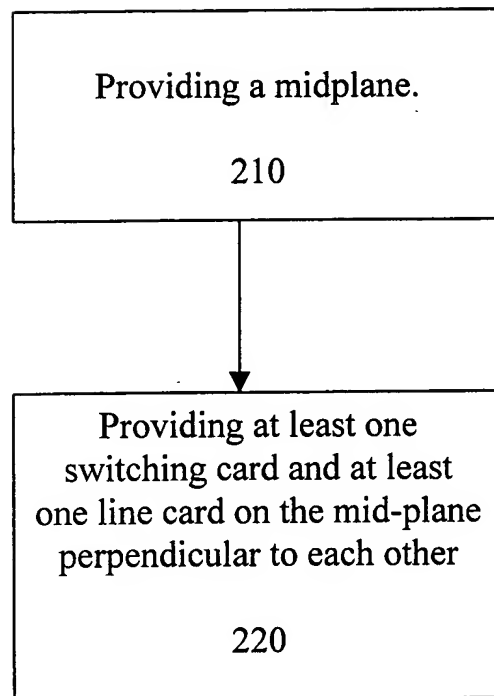 Providing a midplane.
210
Providing at least one
switching card and at least
one line card on the mid-plane
perpendicular to each other
220